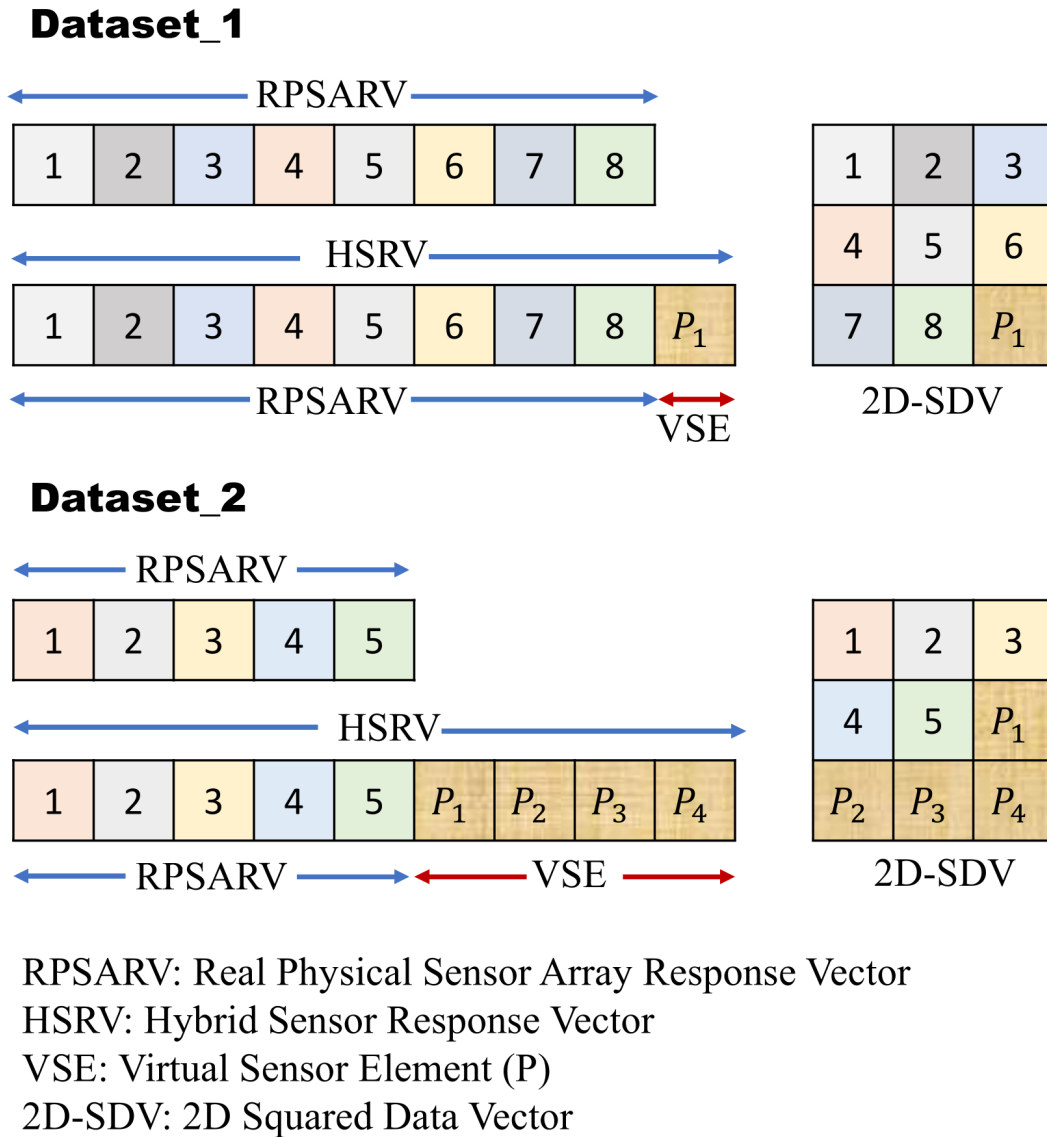 Dataset_1
RPSARV
1 2 3 4 5 6 7 8
HSRV
1 2 3 4 5 6 7 8 P₁
RPSARV
VSE
1 2 3
4 5 6
7 8 P₁
2D-SDV
Dataset_2
RPSARV
1 2 3 4 5
HSRV
1 2 3 4 5 P₁ P₂ P₃ P₄
RPSARV
VSE
1 2 3
4 5 P₁
P₂ P₃ P₄
2D-SDV
RPSARV: Real Physical Sensor Array Response Vector
HSRV: Hybrid Sensor Response Vector
VSE: Virtual Sensor Element (P)
2D-SDV: 2D Squared Data Vector